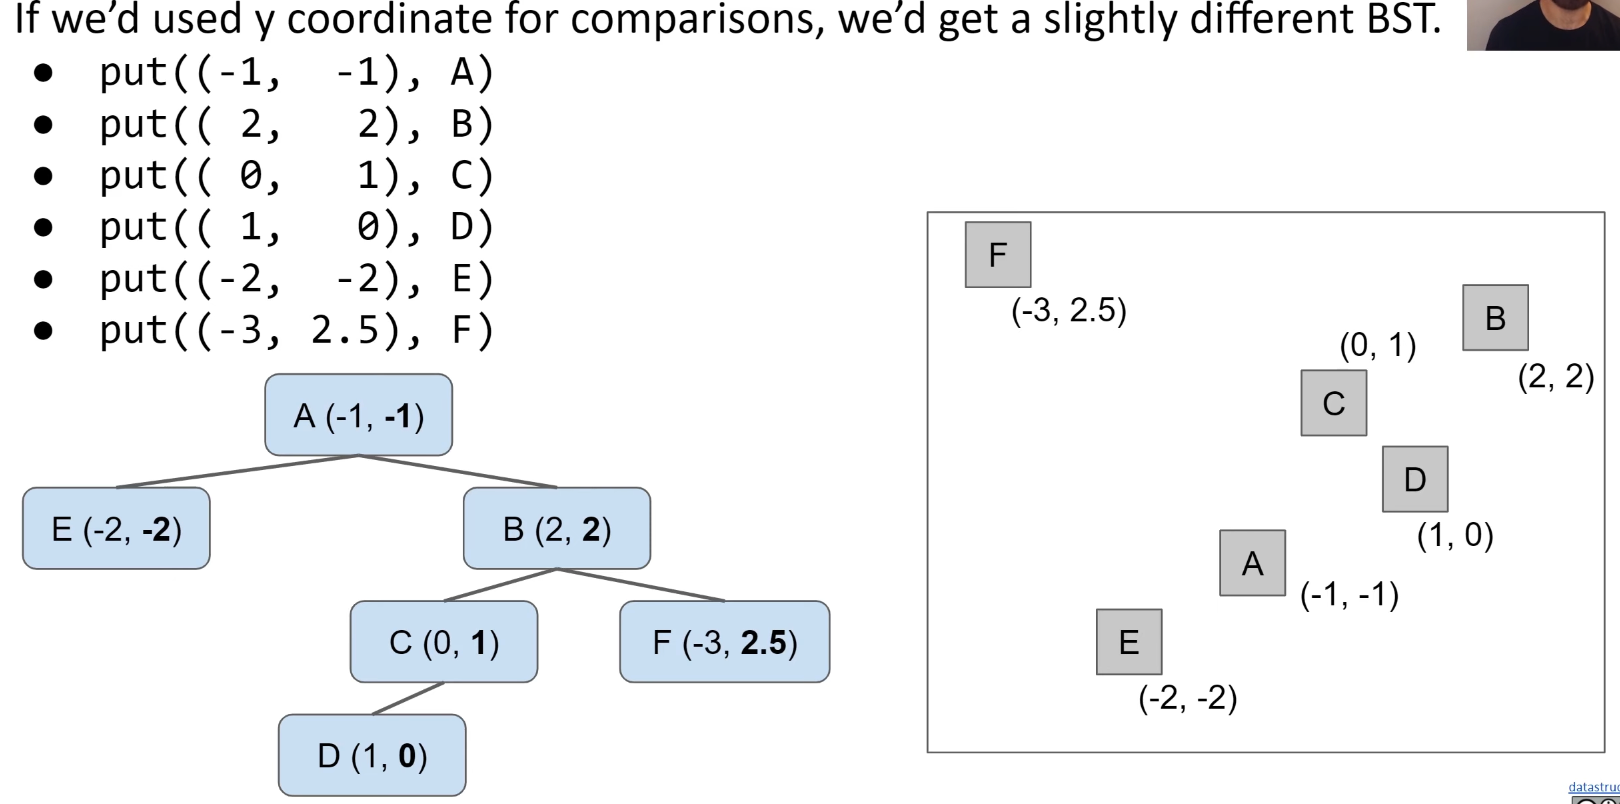 If we’d used y coordinate for comparisons, we’d get a slightly different BST.
● put((-1,  -1), A)
● put(( 2,   2), B)
● put(( 0,   1), C)
● put(( 1,   0), D)
● put((-2,  -2), E)
● put((-3, 2.5), F)
A (-1, -1)
E (-2, -2)
B (2, 2)
C (0, 1)
F (-3, 2.5)
D (1, 0)
F
(-3, 2.5)
B
(2, 2)
(0, 1)
C
D
(1, 0)
A
(-1, -1)
E
(-2, -2)